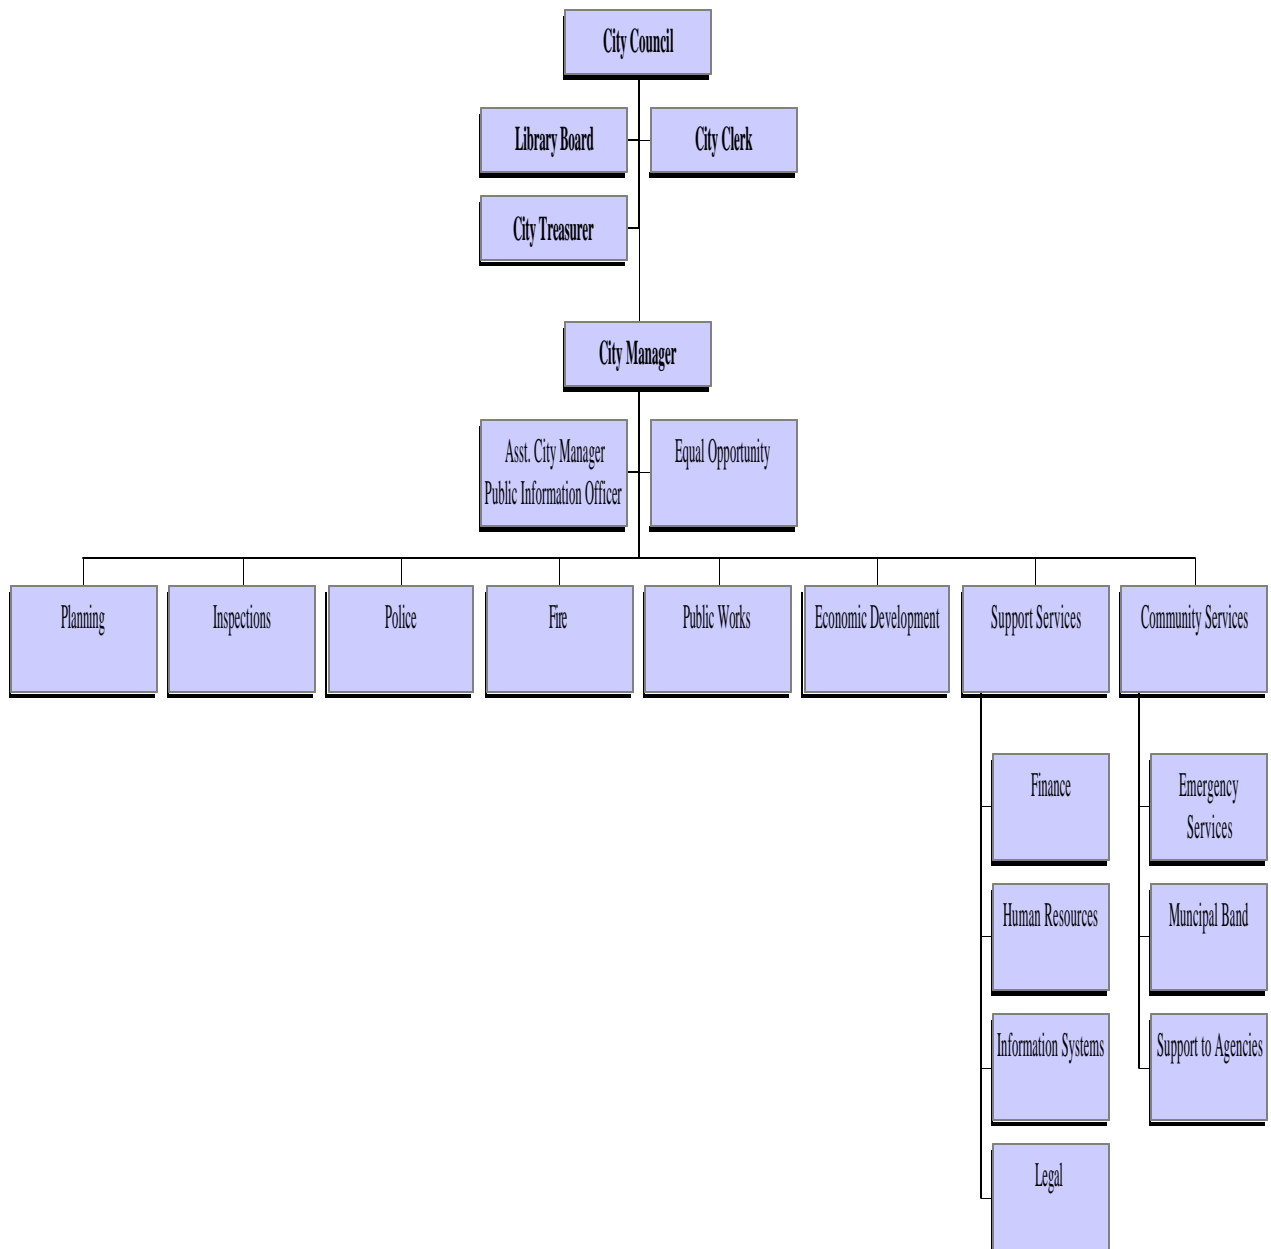 City Council
Library Board
City Clerk
City Treasurer
City Manager
Asst. City Manager
Public Information Officer
Equal Opportunity
Planning
Inspections
Police
Fire
Public Works
Economic Development
Support Services
Community Services
Finance
Emergency
Services
Human Resources
Muncipal Band
Information Systems
Support to Agencies
Legal